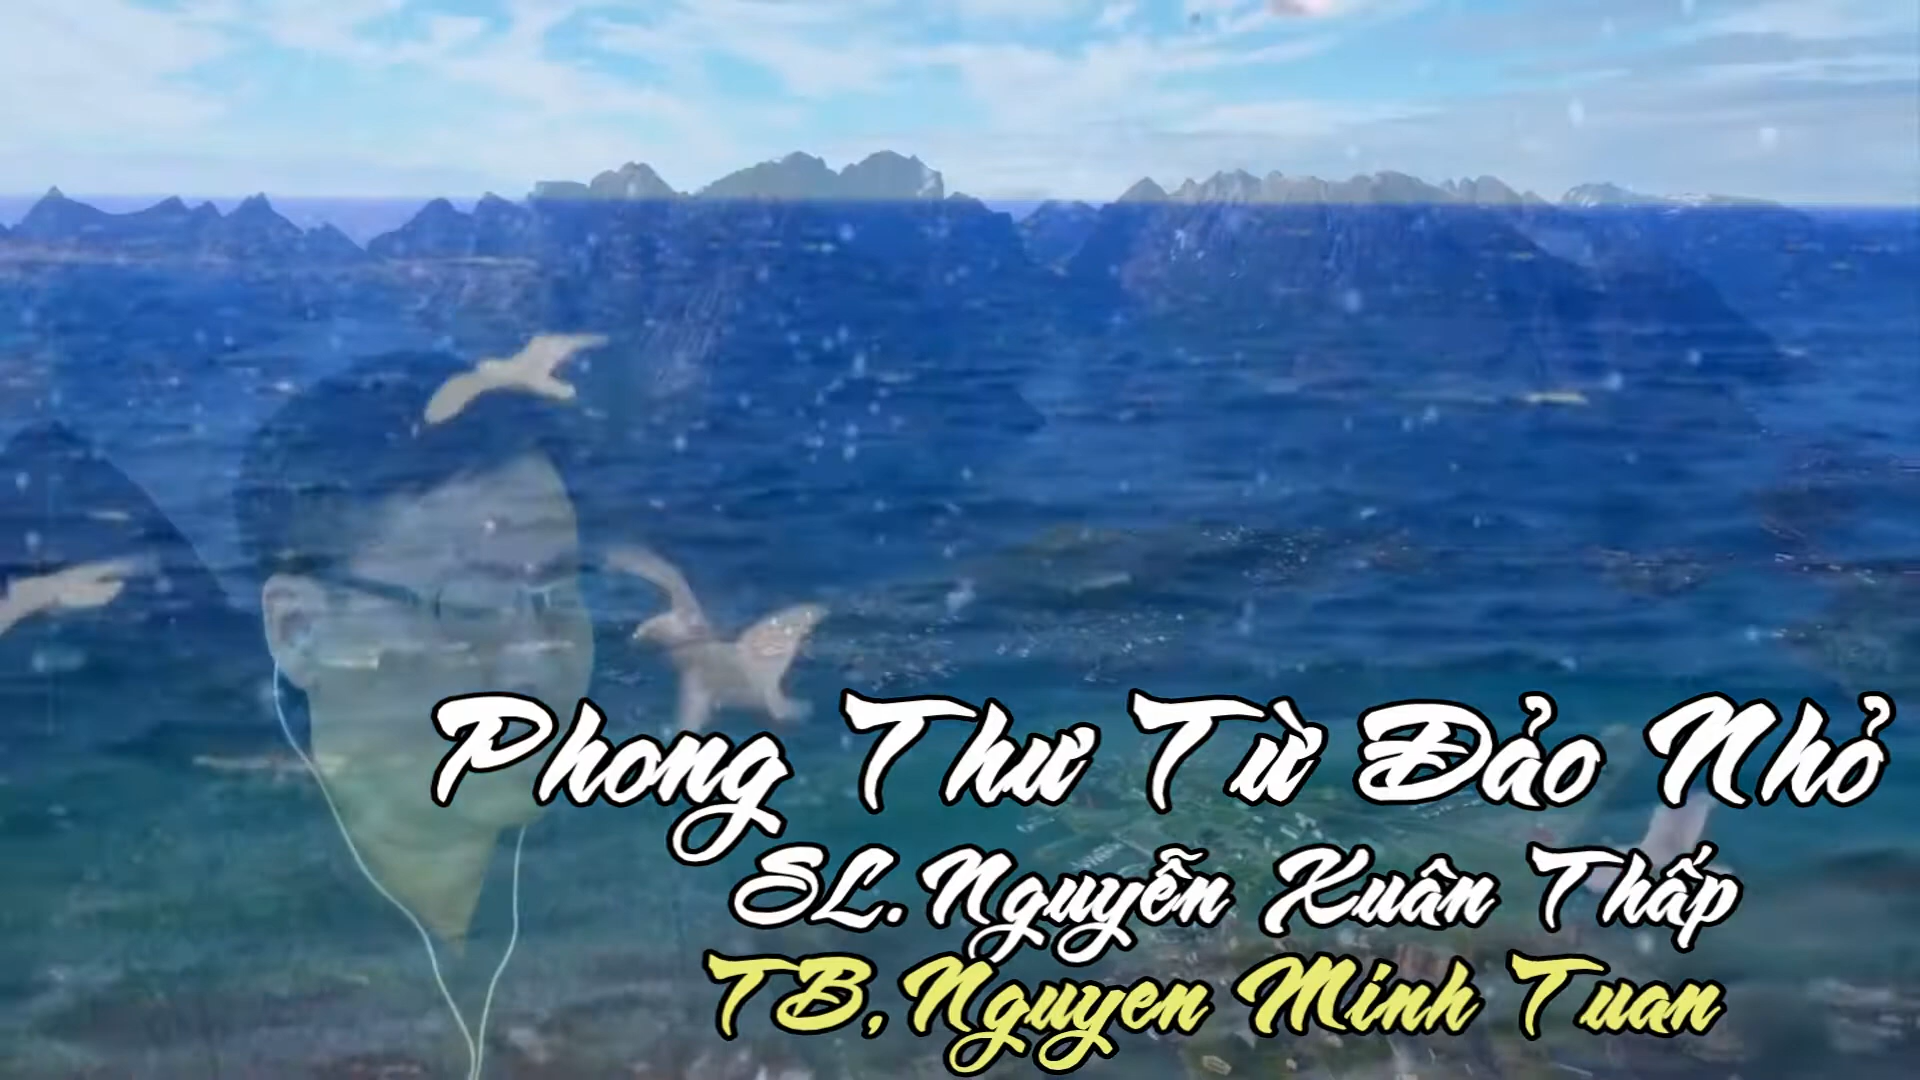 Phong Thư Từ Đảo Nhỏ
SL.Nguyễn Xuân Thấp
TB,Nguyen Minh Tuan